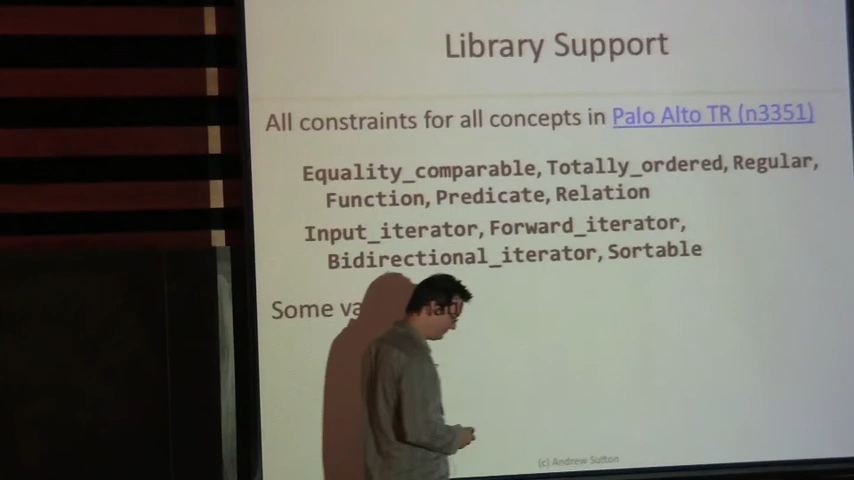 Library Support
All constraints for all concepts in Palo Alto TR (n3351)
Equality_comparable, Totally_ordered, Regular,
Function, Predicate, Relation
Input_iterator, Forward_iterator,
Bidirectional_iterator, Sortable
Some
(c) Andrew Sutton